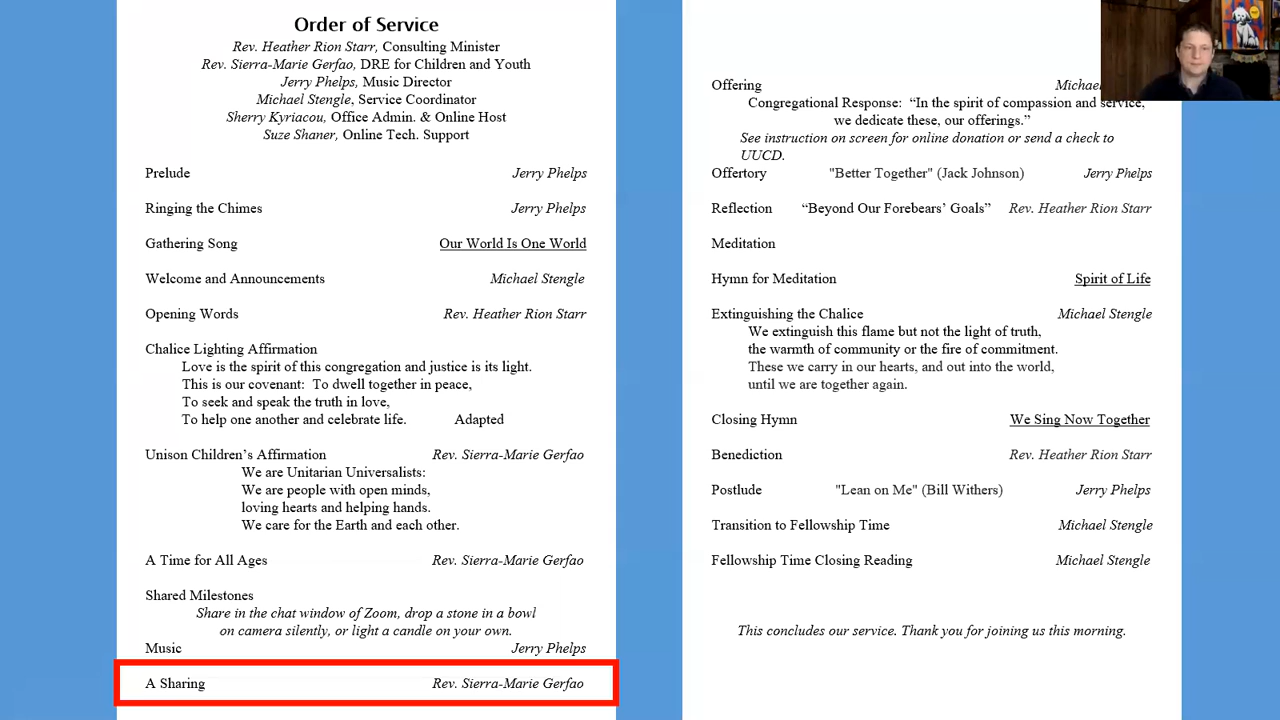 Order of Service
Rev. Heather Rion Starr, Consulting Minister
Rev. Sierra-Marie Gerfao, DRE for Children and Youth
Jerry Phelps, Music Director
Michael Stengle, Service Coordinator
Sherry Kyriacou, Office Admin. & Online Host
Suze Shaner, Online Tech. Support
Prelude Jerry Phelps
Ringing the Chimes Jerry Phelps
Gathering Song Our World Is One World
Welcome and Announcements Michael Stengle
Opening Words Rev. Heather Rion Starr
Chalice Lighting Affirmation
Love is the spirit of this congregation and justice is its light.
This is our covenant: To dwell together in peace,
To seek and speak the truth in love,
To help one another and celebrate life. Adapted
Unison Children’s Affirmation Rev. Sierra-Marie Gerfao
We are Unitarian Universalists:
We are people with open minds,
loving hearts and helping hands.
We care for the Earth and each other.
A Time for All Ages Rev. Sierra-Marie Gerfao
Shared Milestones
Share in the chat window of Zoom, drop a stone in a bowl
on camera silently, or light a candle on your own.
Music Jerry Phelps
A Sharing Rev. Sierra-Marie Gerfao
Offering Michael
Congregational Response: “In the spirit of compassion and service,
we dedicate these, our offerings.”
See instruction on screen for online donation or send a check to
UUCD.
Offertory "Better Together" (Jack Johnson) Jerry Phelps
Reflection “Beyond Our Forebears’ Goals” Rev. Heather Rion Starr
Meditation
Hymn for Meditation Spirit of Life
Extinguishing the Chalice Michael Stengle
We extinguish this flame but not the light of truth,
the warmth of community or the fire of commitment.
These we carry in our hearts, and out into the world,
until we are together again.
Closing Hymn We Sing Now Together
Benediction Rev. Heather Rion Starr
Postlude "Lean on Me" (Bill Withers) Jerry Phelps
Transition to Fellowship Time Michael Stengle
Fellowship Time Closing Reading Michael Stengle
This concludes our service. Thank you for joining us this morning.